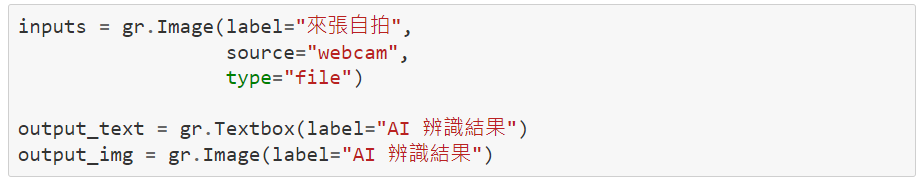 inputs = gr.Image(label="來張自拍",
                  source="webcam",
                  type="file")

output_text = gr.Textbox(label="AI 辨識結果")
output_img = gr.Image(label="AI 辨識結果")